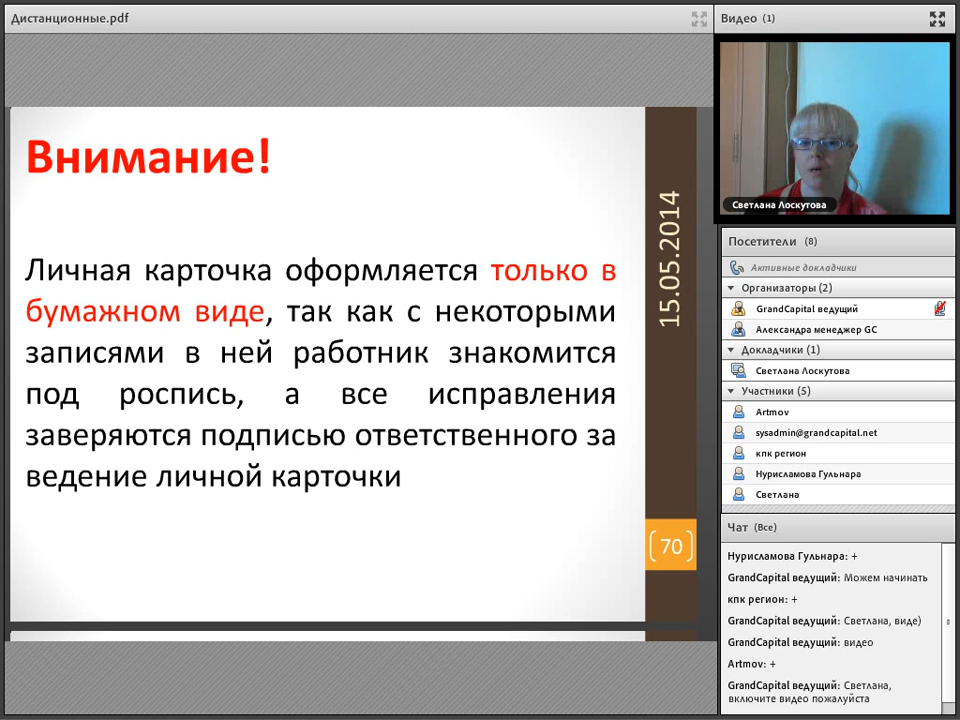 Дистанционные.pdf
Внимание!
Личная карточка оформляется только в
бумажном виде, так как с некоторыми
записями в ней работник знакомится
под роспись, а все исправления
заверяются подписью ответственного за
ведение личной карточки
15.05.2014
70
Видео (1)
Светлана Лоскутова
Посетители (8)
Активные докладчики
Организаторы (2)
GrandCapital ведущий
Александра менеджер GC
Докладчики (1)
Светлана Лоскутова
Участники (5)
Artmov
sysadmin@grandcapital.net
кпк регион
Нурисламова Гульнара
Светлана
Чат (Все)
Нурисламова Гульнара: +
GrandCapital ведущий: Можем начинать
кпк регион: +
GrandCapital ведущий: Светлана, виде)
GrandCapital ведущий: видео
Artmov: +
GrandCapital ведущий: Светлана,
включите видео пожалуйста